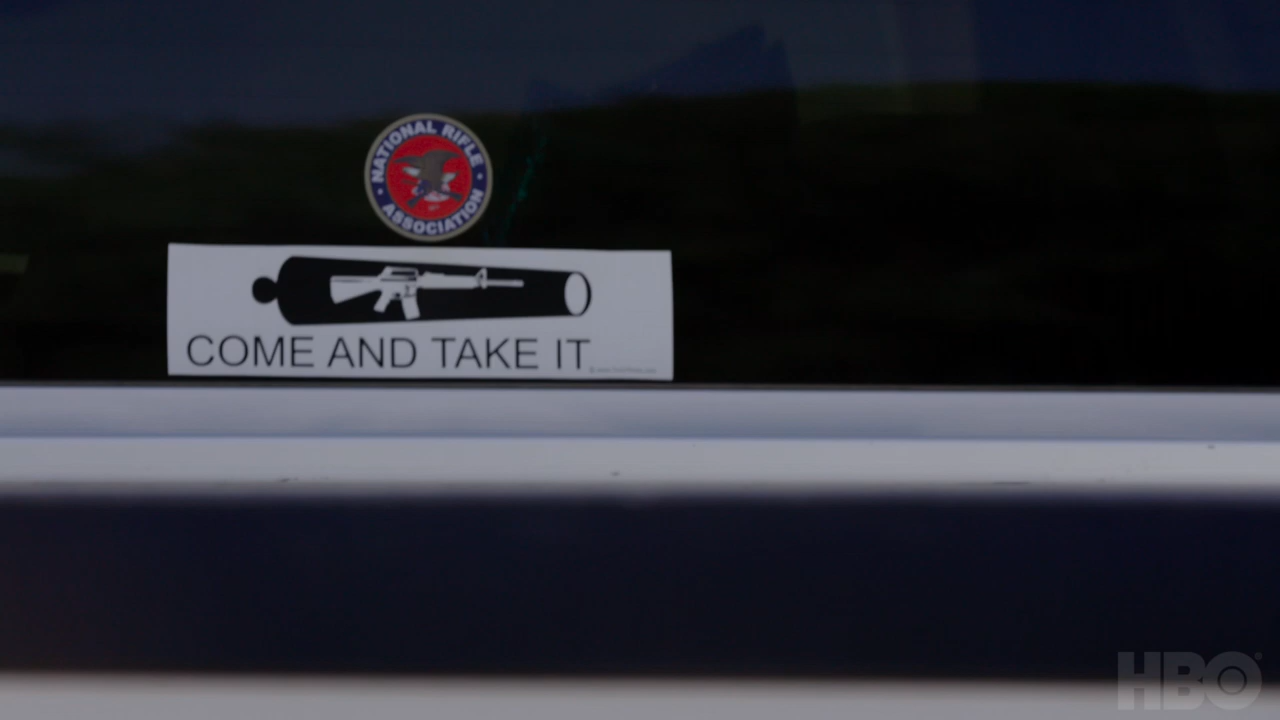 NATIONAL RIFLE
ASSOCIATION
COME AND TAKE IT
HBO